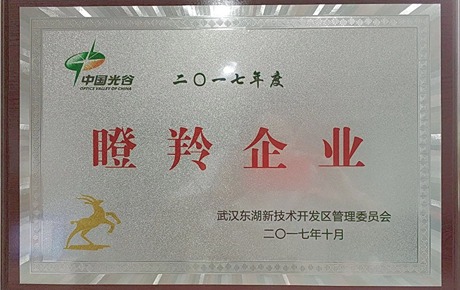 中国光谷
OFFICE VALLEY OF CHINA
二〇一七年度
瞪羚企业
武汉东湖新技术开发区管理委员会
二〇一七年十月